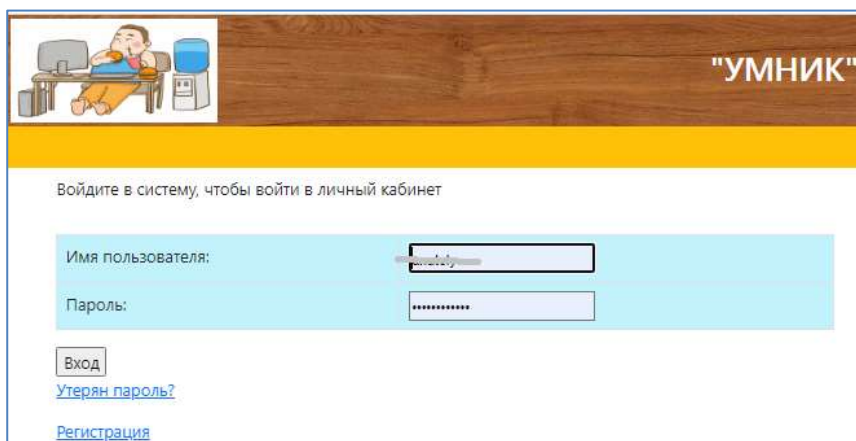 "УМНИК"
Войдите в систему, чтобы войти в личный кабинет
Имя пользователя:
Пароль: ••••••••••••
Вход
Утерян пароль?
Регистрация